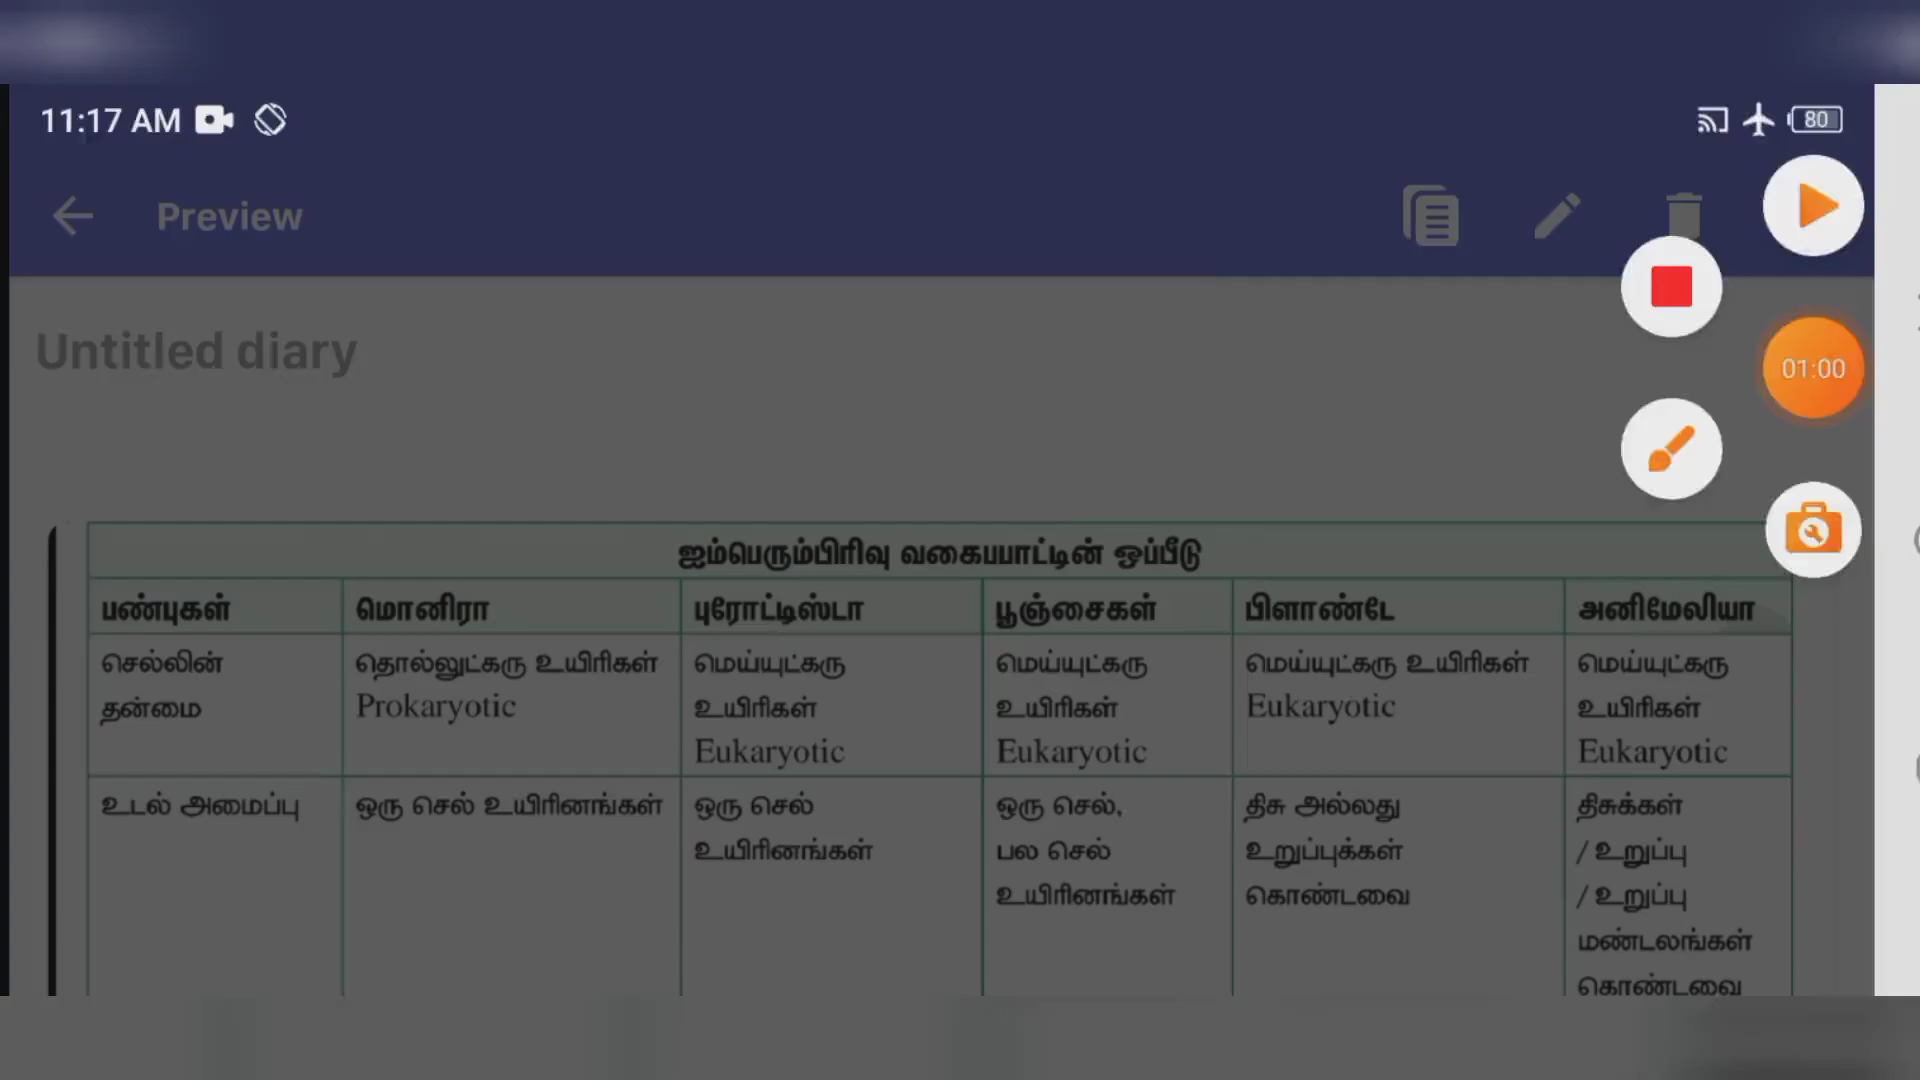 11:17 AM
80
Preview
01:00
Untitled diary
ஐம்பெரும்பிரிவு வகைபபாட்டின் ஒப்பீடு
பண்புகள் மொனிரா புரோட்டிஸ்டா பூஞ்சைகள் பிளாண்டே அனிமேலியா
செல்லின் தொல்லுட்கரு உயிரிகள் மெய்யுட்கரு மெய்யுட்கரு மெய்யுட்கரு உயிரிகள் மெய்யுட்கரு
தன்மை Prokaryotic உயிரிகள் உயிரிகள் Eukaryotic உயிரிகள்
Eukaryotic Eukaryotic Eukaryotic
உடல் அமைப்பு ஒரு செல் உயிரினங்கள் ஒரு செல் ஒரு செல், திசு அல்லது திசுக்கள்
உயிரினங்கள் பல செல் உறுப்புக்கள் / உறுப்பு
உயிரினங்கள் கொண்டவை / உறுப்பு
மண்டலங்கள்
கொண்டவை